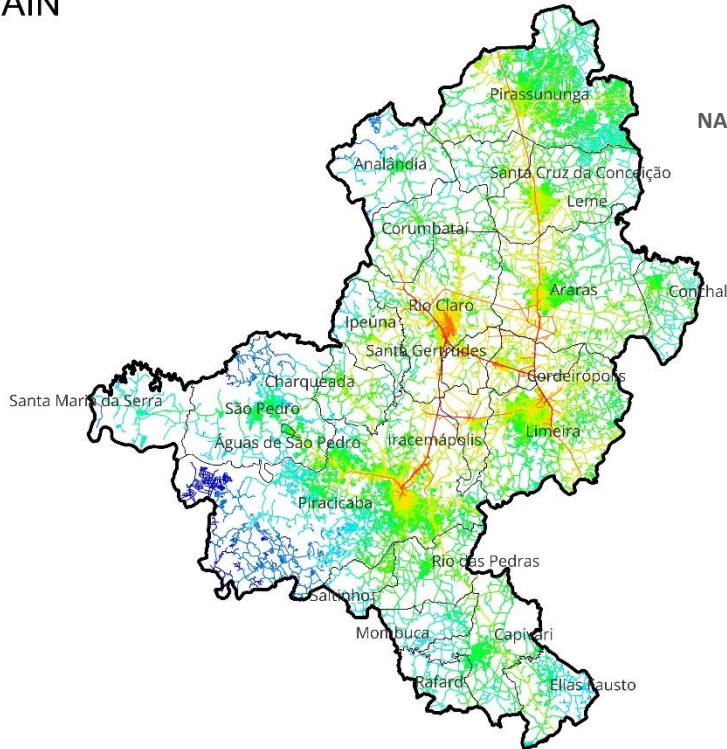 AIN
Pirassununga
NA
Analândia
Santa Cruz da Conceição
Leme
Corumbataí
Araras
Conchal
Rio Claro
Ipeúna
Santa Gertrudes
Charqueada
Cordeirópolis
Santa Maria da Serra
São Pedro
Águas de São Pedro
Iracemápolis
Limeira
Piracicaba
Rio das Pedras
Saltinho
Mombuca
Capivari
Rafard
Elias Fausto